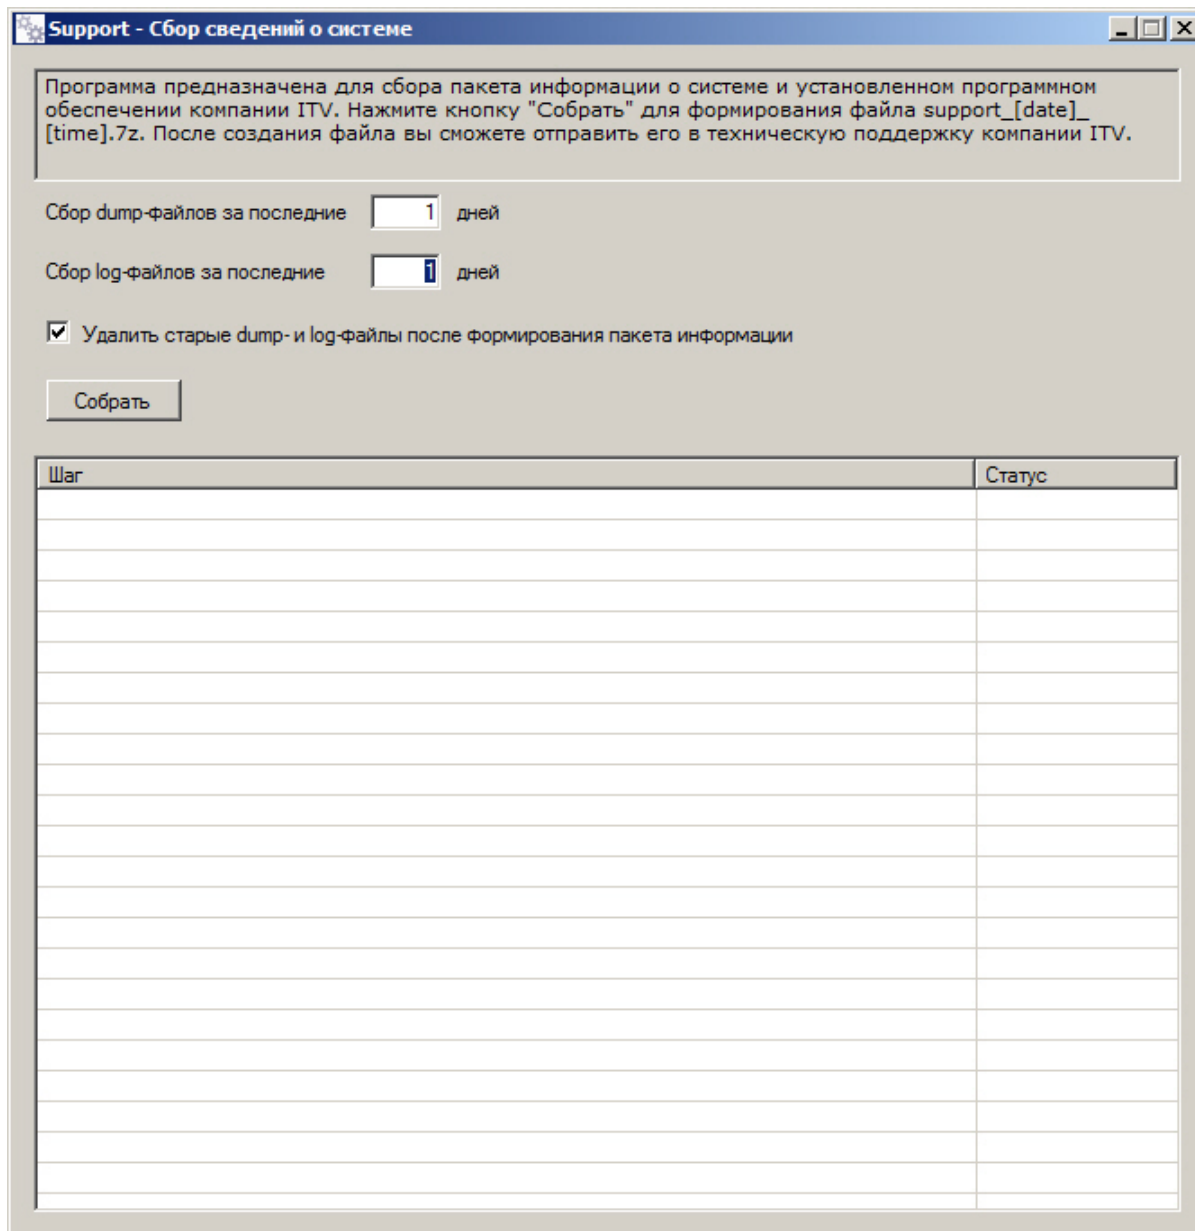 Support - Сбор сведений о системе
Программа предназначена для сбора пакета информации о системе и установленном программном
обеспечении компании ITV. Нажмите кнопку "Собрать" для формирования файла support_[date]_
[time].7z. После создания файла вы сможете отправить его в техническую поддержку компании ITV.
Сбор dump-файлов за последние 1 дней
Сбор log-файлов за последние 1 дней
Удалить старые dump- и log-файлы после формирования пакета информации
Собрать
Шаг Статус